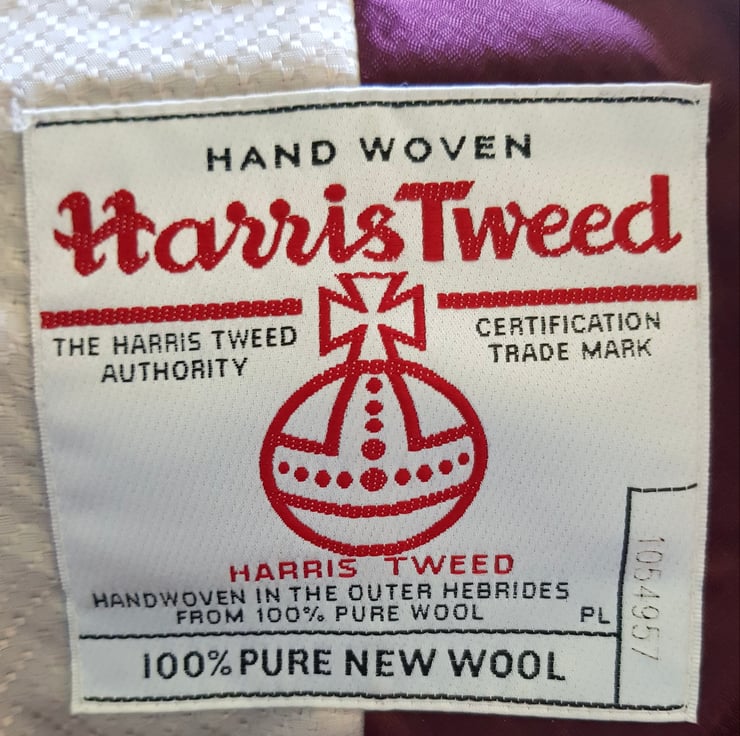 HAND WOVEN
Harris Tweed
THE HARRIS TWEED
AUTHORITY
CERTIFICATION
TRADE MARK
HARRIS TWEED
HANDWOVEN IN THE OUTER HEBRIDES
FROM 100% PURE WOOL
PL
1054957
100% PURE NEW WOOL